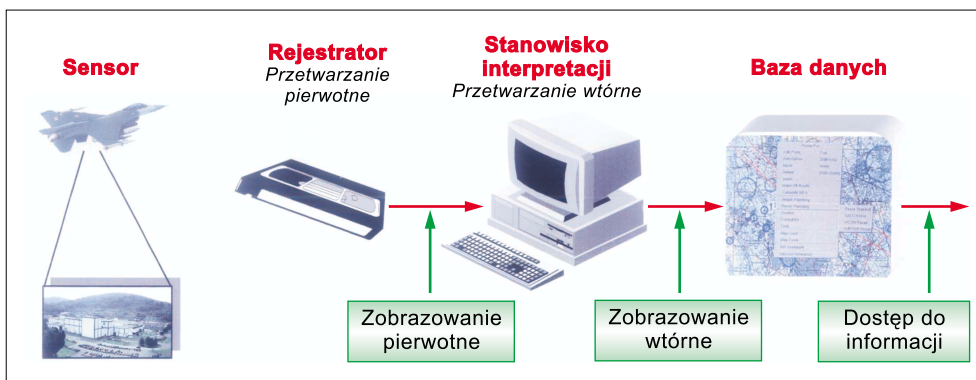 Sensor
Rejestrator
Przetwarzanie
pierwotne
Stanowisko
interpretacji
Przetwarzanie wtórne
Baza danych
Zobrazowanie
pierwotne
Zobrazowanie
wtórne
Dostęp do
informacji